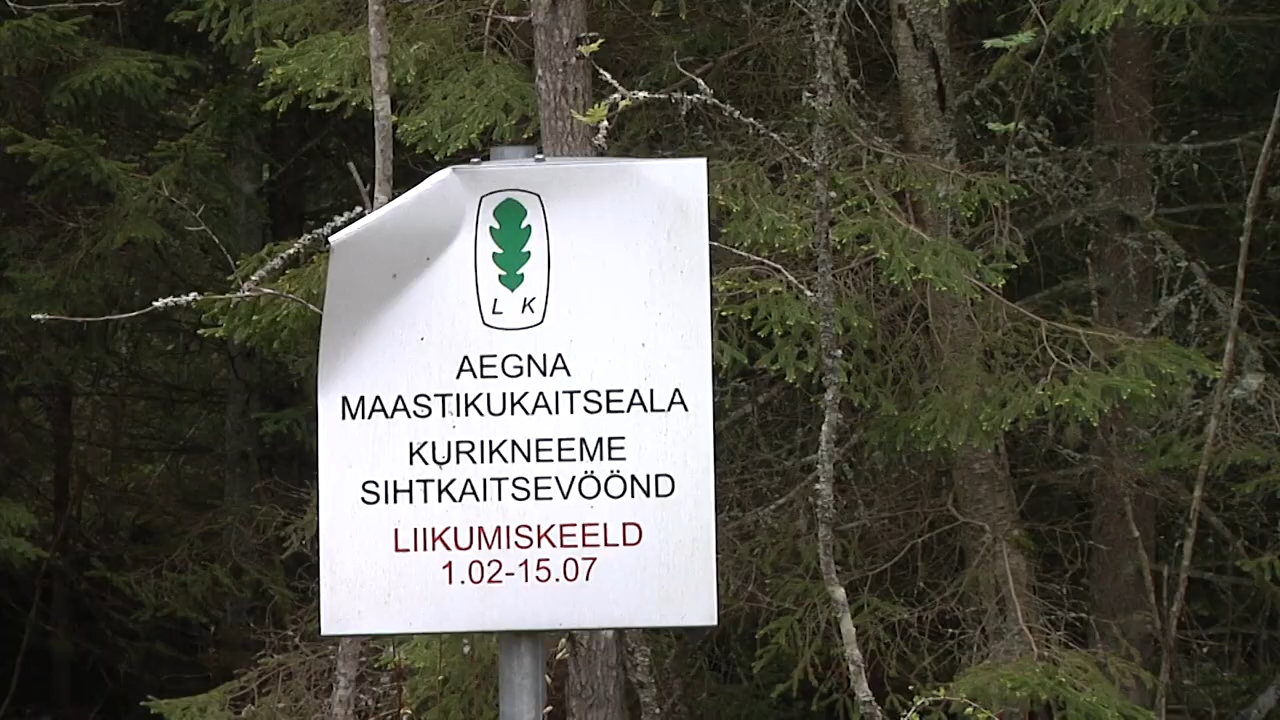 L K
AEGNA
MAASTIKUKAITSEALA
KURIKNEEME
SIHTKAITSEVÖÖND
LIIKUMISKEELD
1.02-15.07